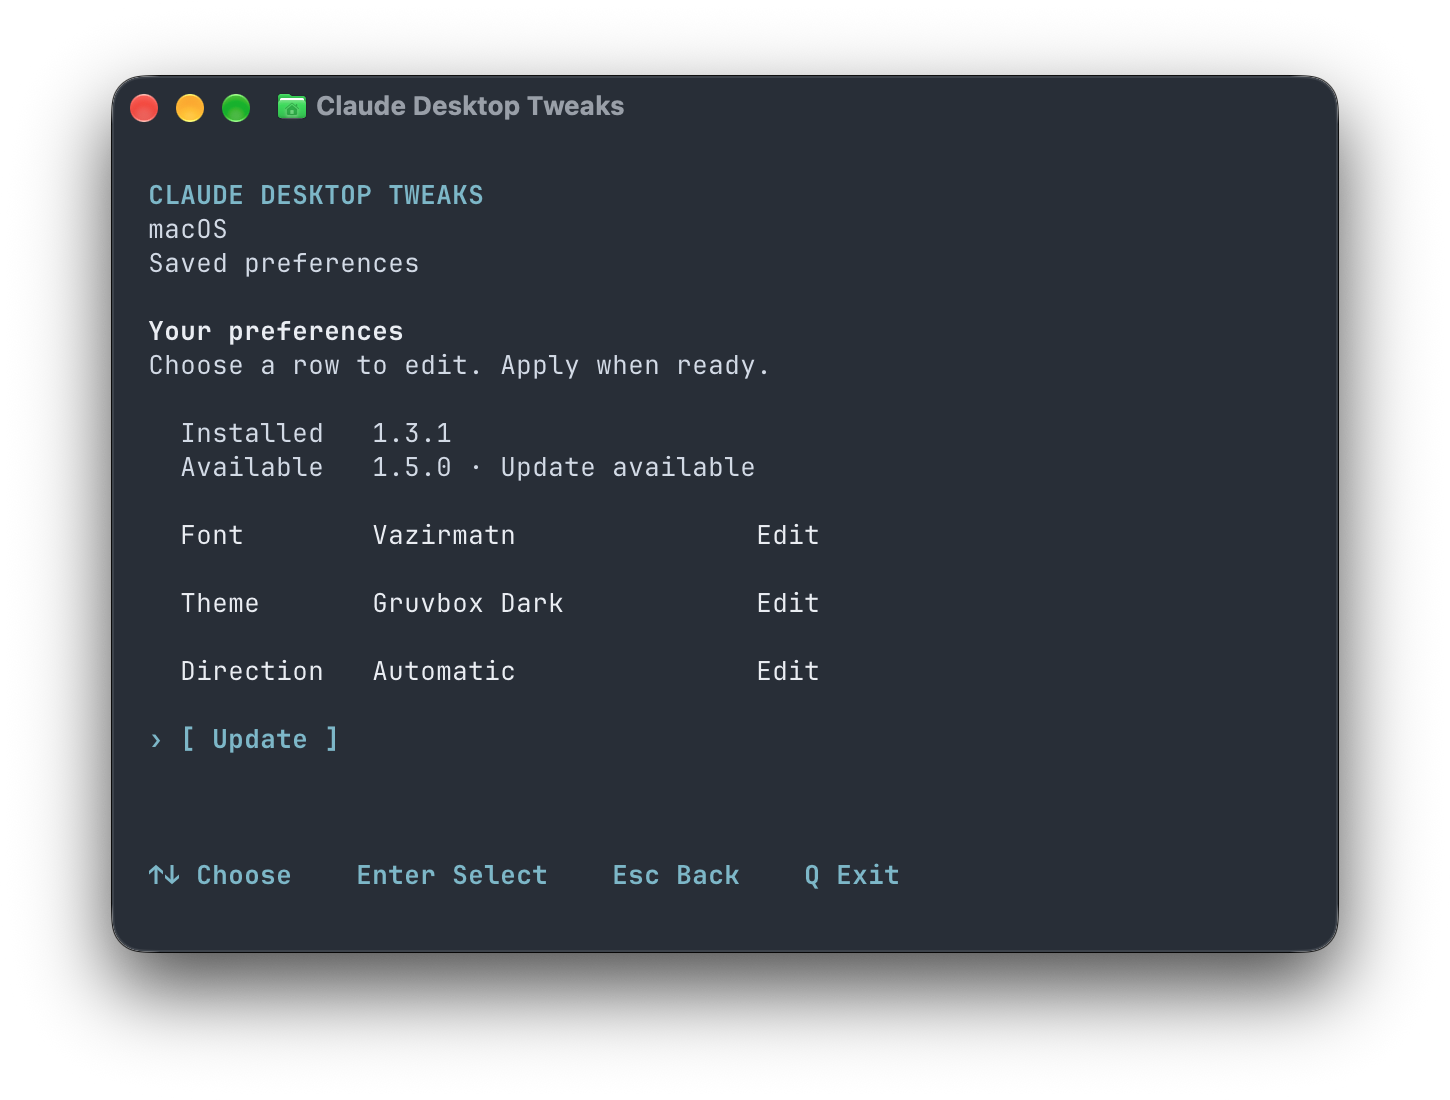 Claude Desktop Tweaks
CLAUDE DESKTOP TWEAKS
macOS
Saved preferences
Your preferences
Choose a row to edit. Apply when ready.
Installed 1.3.1
Available 1.5.0 · Update available
Font Vazirmatn Edit
Theme Gruvbox Dark Edit
Direction Automatic Edit
› [ Update ]
↑↓ Choose Enter Select Esc Back Q Exit